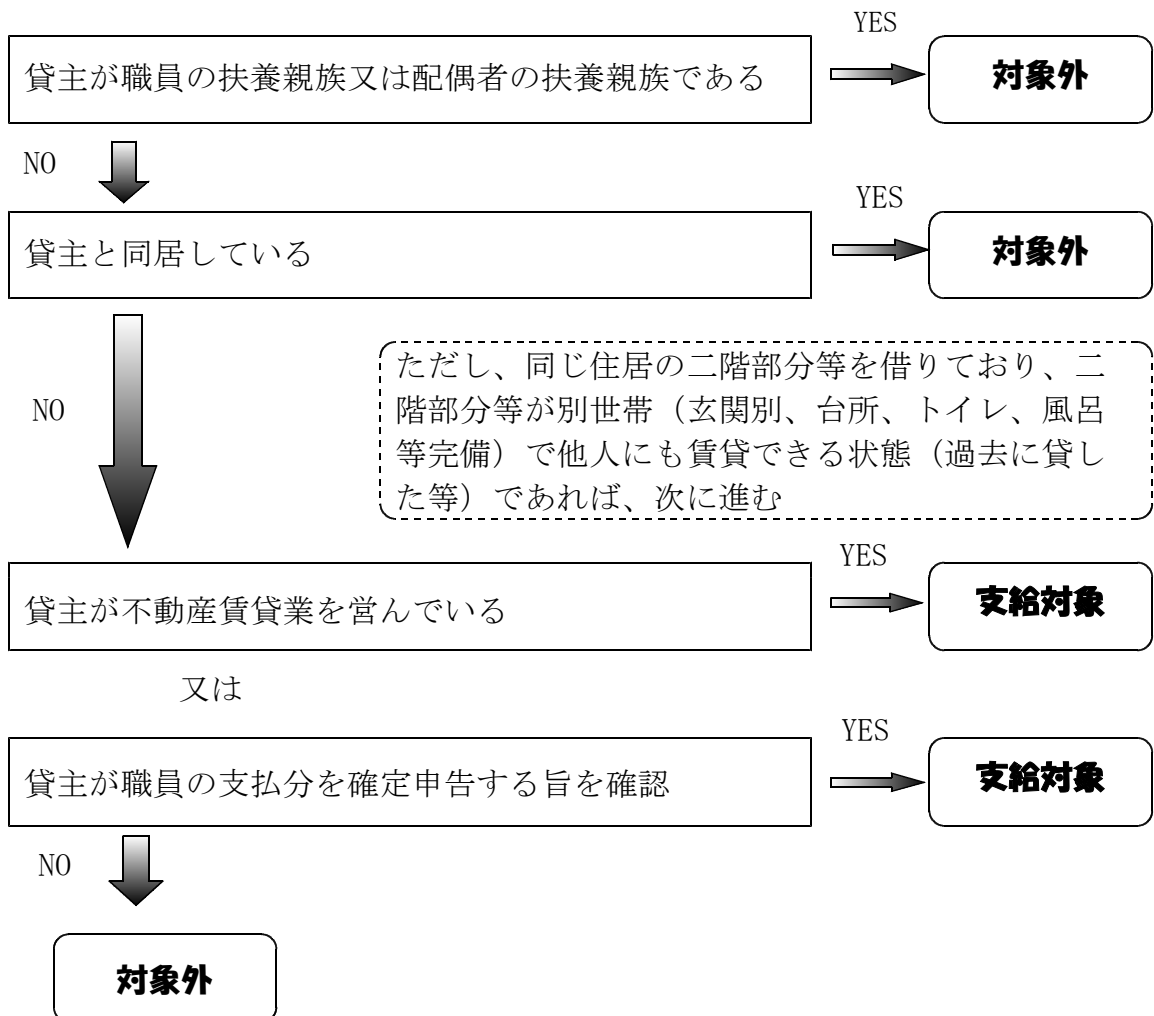 YES
貸主が職員の扶養親族又は配偶者の扶養親族である
対象外
NO
YES
貸主と同居している
対象外
ただし、同じ住居の二階部分等を借りており、二
階部分等が別世帯（玄関別、台所、トイレ、風呂
等完備）で他人にも賃貸できる状態（過去に貸し
た等）であれば、次に進む
NO
YES
貸主が不動産賃貸業を営んでいる
支給対象
又は
YES
貸主が職員の支払分を確定申告する旨を確認
支給対象
NO
対象外